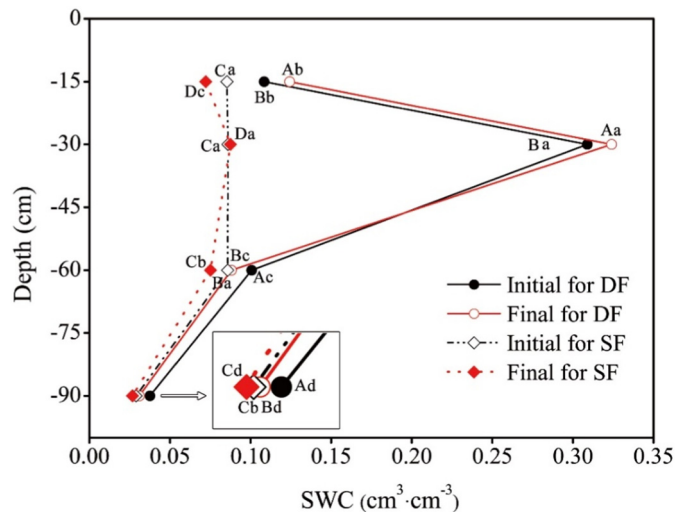 0
-15
-30
-45
-60
-75
-90
Depth (cm)
Ca
Ab
Dc
Bb
Da
Aa
Ca
Ba
Cb
Bc
Ba
Ac
Initial for DF
Final for DF
Initial for SF
Final for SF
Cd
Ad
Cb
Bd
0.00
0.05
0.10
0.15
0.20
0.25
0.30
0.35
SWC (cm³·cm⁻³)